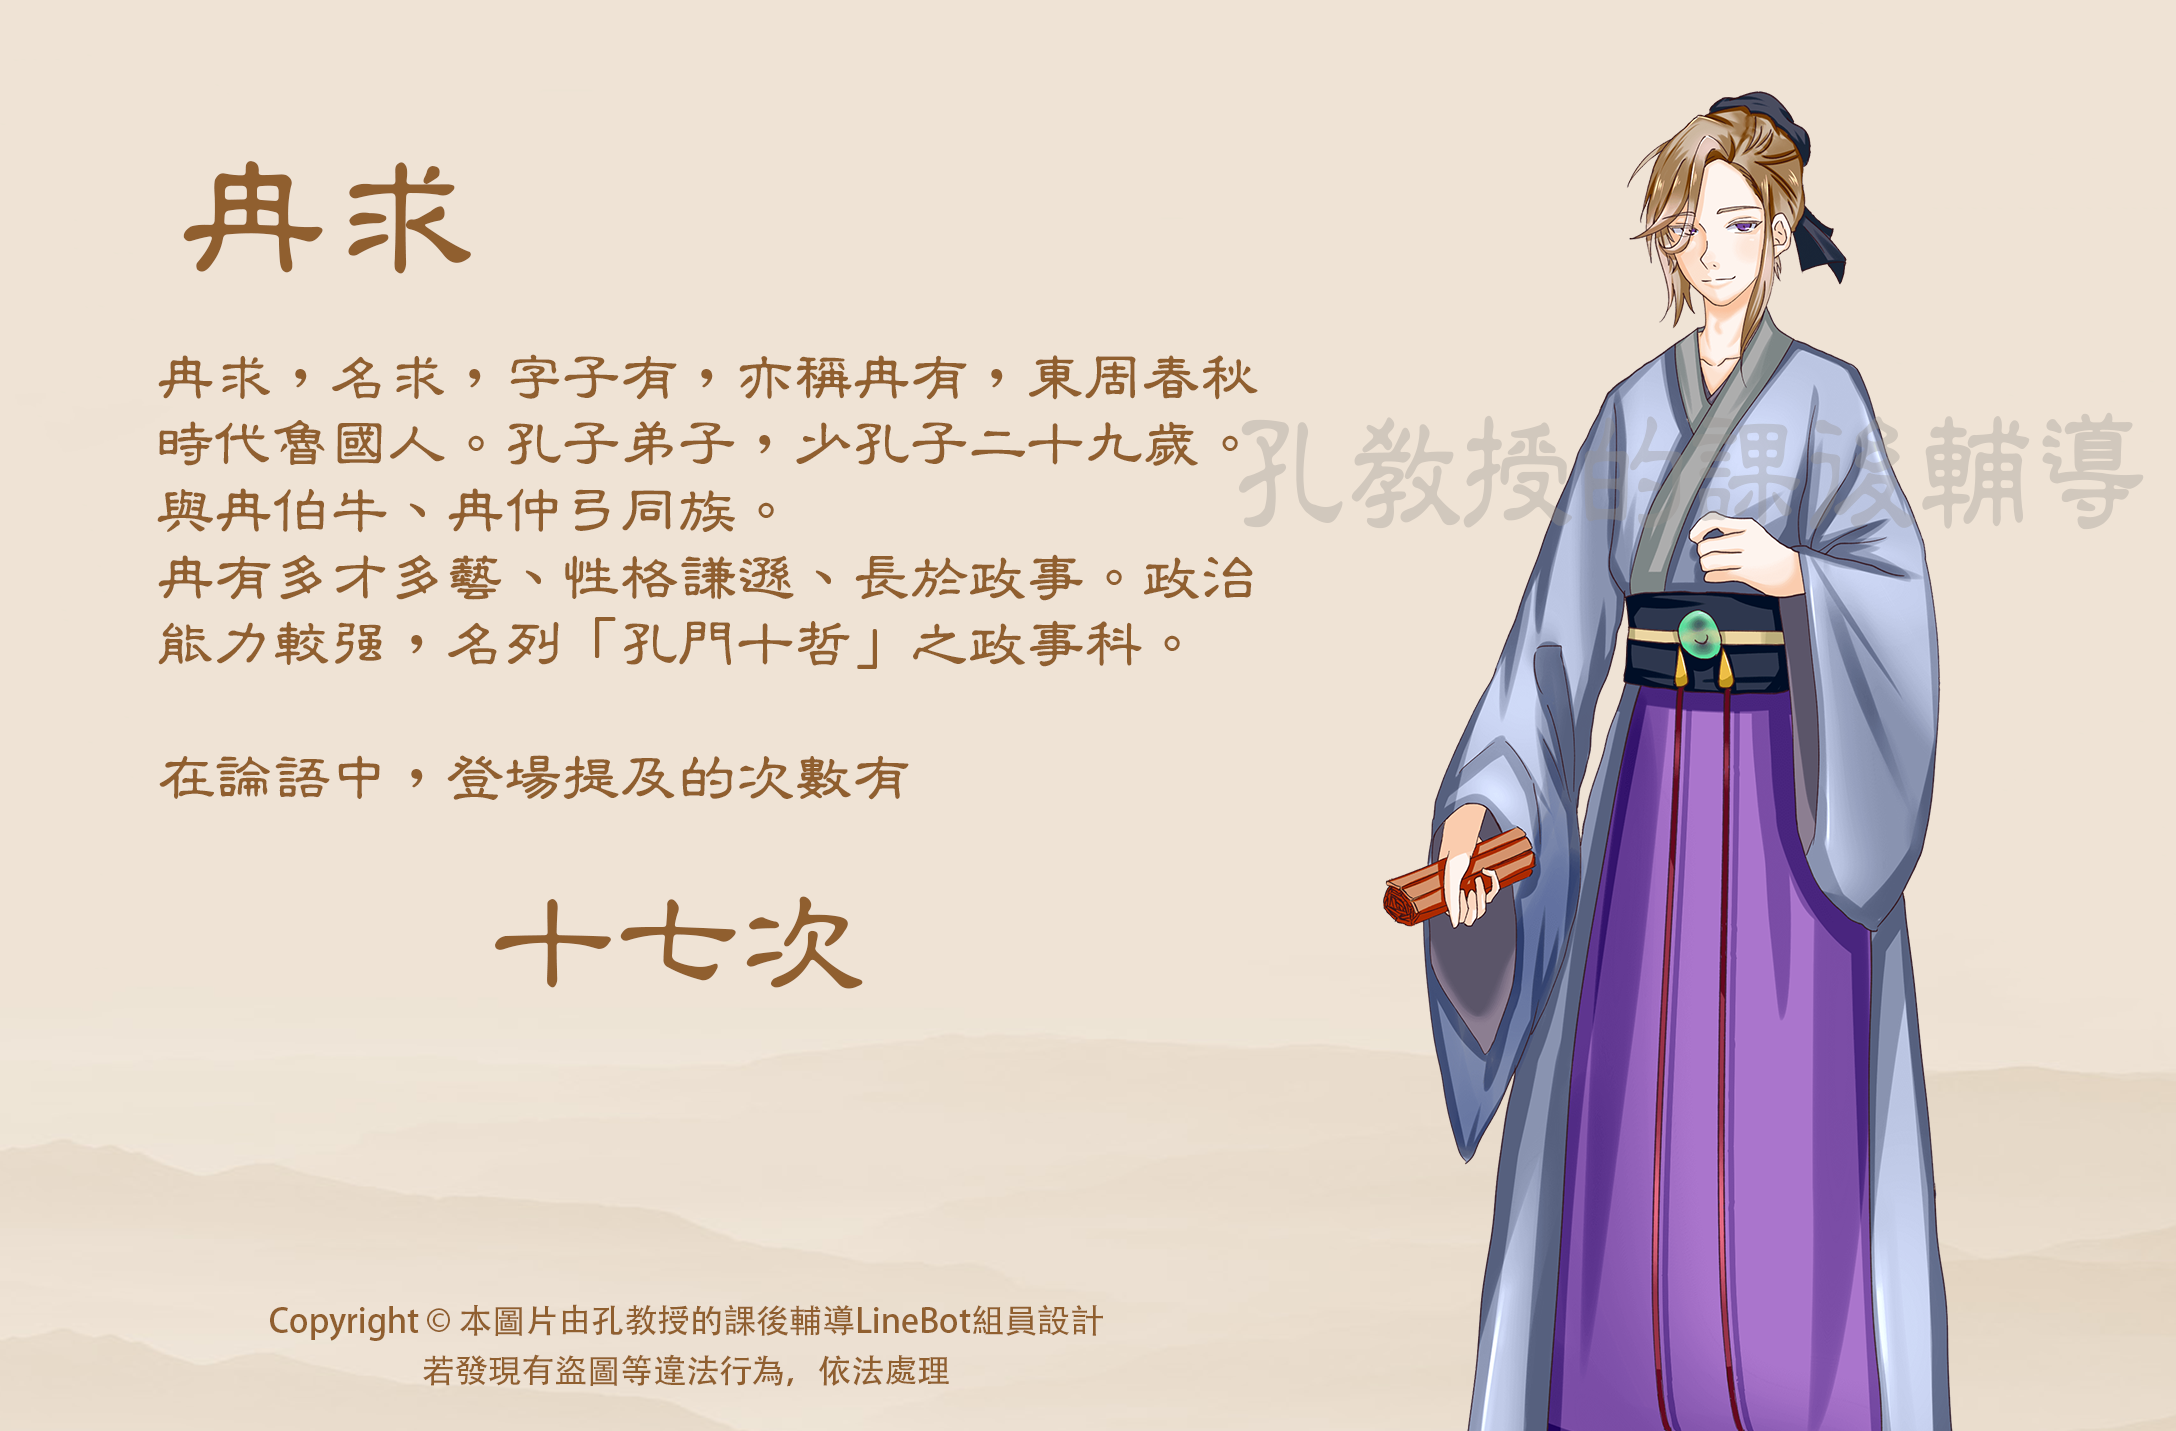 冉求
冉求，名求，字子有，亦稱冉有，東周春秋
時代魯國人。孔子弟子，少孔子二十九歲。
與冉伯牛、冉仲弓同族。
冉有多才多藝、性格謙遜、長於政事。政治
能力較強，名列「孔門十哲」之政事科。
孔教授的課後輔導
在論語中，登場提及的次數有
十七次
Copyright © 本圖片由孔教授的課後輔導LineBot組員設計
若發現有盜圖等違法行為，依法處理